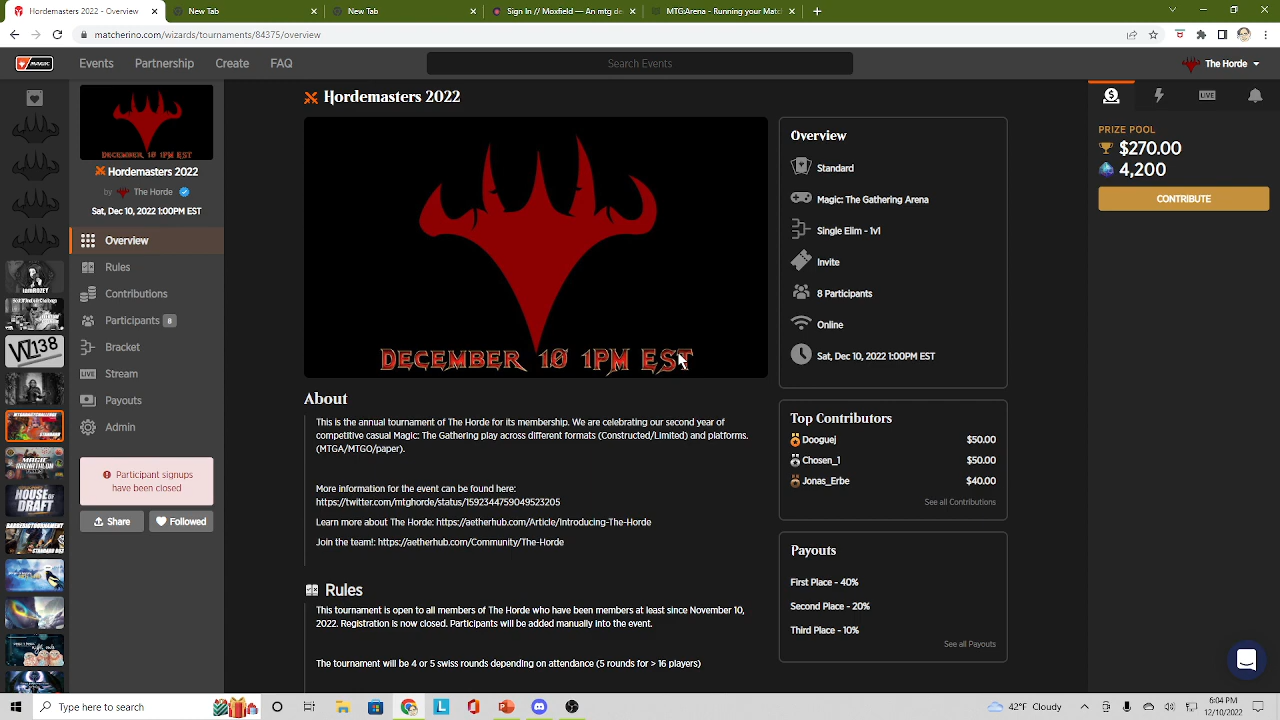 Hordemasters 2022 - Overview
New Tab
New Tab
Sign In // Moxfield — An mtg de
MTGArena - Running your Matc
matcherino.com/wizards/tournaments/84375/overview
MAGIC
Events
Partnership
Create
FAQ
Search Events
The Horde
DECEMBER 10 1PM EST
Hordemasters 2022
by The Horde
Sat, Dec 10, 2022 1:00PM EST
Overview
Rules
Contributions
Participants 8
Bracket
LIVE Stream
Payouts
Admin
Participant signups
have been closed
Share
Followed
VZ138
HOUSE OF
DRAFT
Hordemasters 2022
DECEMBER 10 1PM EST
About
This is the annual tournament of The Horde for its membership. We are celebrating our second year of
competitive casual Magic: The Gathering play across different formats (Constructed/Limited) and platforms.
(MTGA/MTGO/paper).
More information for the event can be found here:
https://twitter.com/mtghorde/status/1592344759049523205
Learn more about The Horde: https://aetherhub.com/Article/Introducing-The-Horde
Join the team!: https://aetherhub.com/Community/The-Horde
Rules
This tournament is open to all members of The Horde who have been members at least since November 10,
2022. Registration is now closed. Participants will be added manually into the event.
The tournament will be 4 or 5 swiss rounds depending on attendance (5 rounds for > 16 players)
Overview
Standard
Magic: The Gathering Arena
Single Elim - 1v1
Invite
8 Participants
Online
Sat, Dec 10, 2022 1:00PM EST
Top Contributors
Dooguej $50.00
Chosen_1 $50.00
Jonas_Erbe $40.00
See all Contributions
Payouts
First Place - 40%
Second Place - 20%
Third Place - 10%
See all Payouts
LIVE
PRIZE POOL
$270.00
4,200
CONTRIBUTE
Type here to search
42°F Cloudy
6:04 PM
12/10/2022